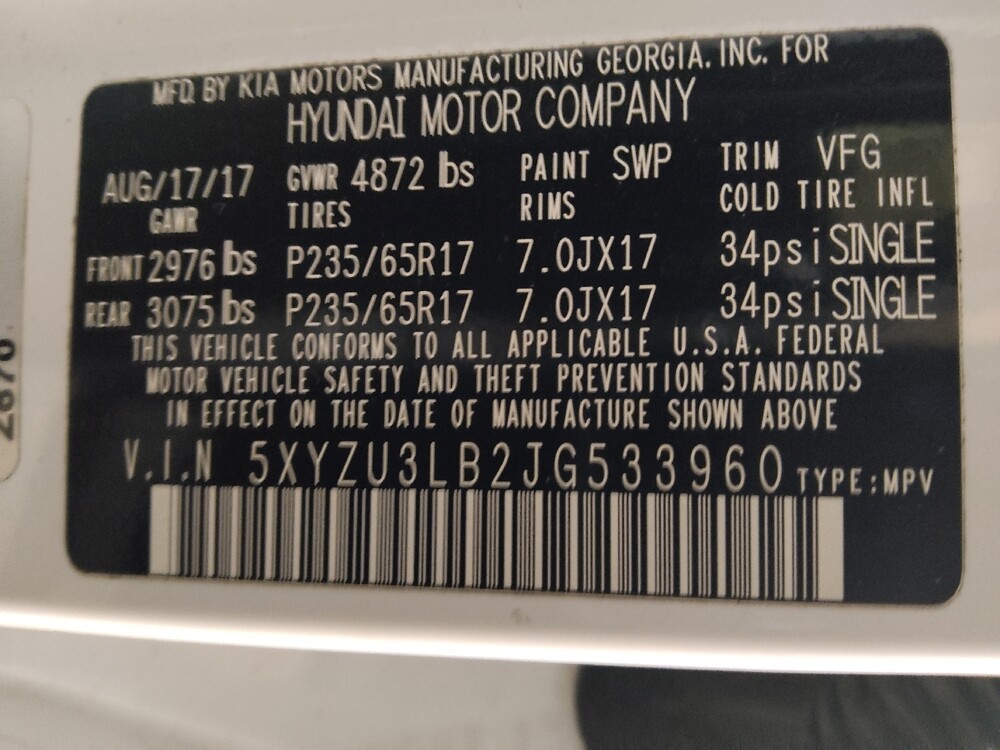 MFD. BY KIA MOTORS MANUFACTURING GEORGIA, INC. FOR
HYUNDAI MOTOR COMPANY
AUG/17/17 GVWR 4872 lbs PAINT SWP TRIM VFG
GAWR TIRES RIMS COLD TIRE INFL
FRONT 2976 lbs P235/65R17 7.0JX17 34psi SINGLE
REAR 3075 lbs P235/65R17 7.0JX17 34psi SINGLE
THIS VEHICLE CONFORMS TO ALL APPLICABLE U.S.A. FEDERAL
MOTOR VEHICLE SAFETY AND THEFT PREVENTION STANDARDS
IN EFFECT ON THE DATE OF MANUFACTURE SHOWN ABOVE
V.I.N 5XYZU3LB2JG533960 TYPE:MPV